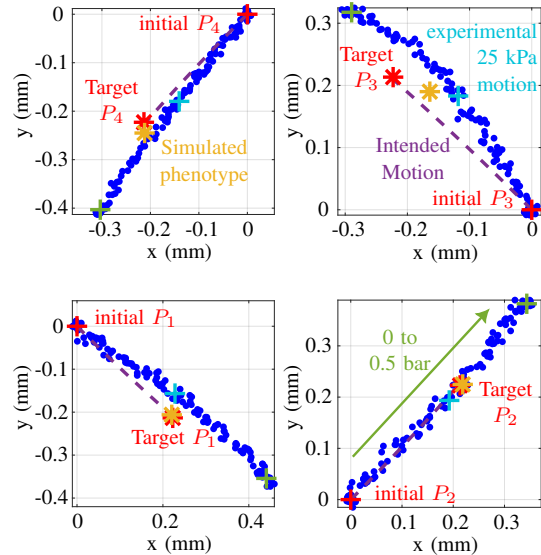 0
-0.1
-0.2
-0.3
-0.4
y (mm)
-0.3
-0.2
-0.1
0
x (mm)
initial P4
Target
P4
Simulated
phenotype
0.3
0.2
0.1
0
y (mm)
-0.3
-0.2
-0.1
0
x (mm)
experimental
25 kPa
motion
Target
P3
Intended
Motion
initial P3
0
-0.1
-0.2
-0.3
-0.4
y (mm)
0
0.2
0.4
x (mm)
initial P1
Target P1
0.3
0.2
0.1
0
y (mm)
0
0.1
0.2
0.3
x (mm)
0 to
0.5 bar
Target
P2
initial P2